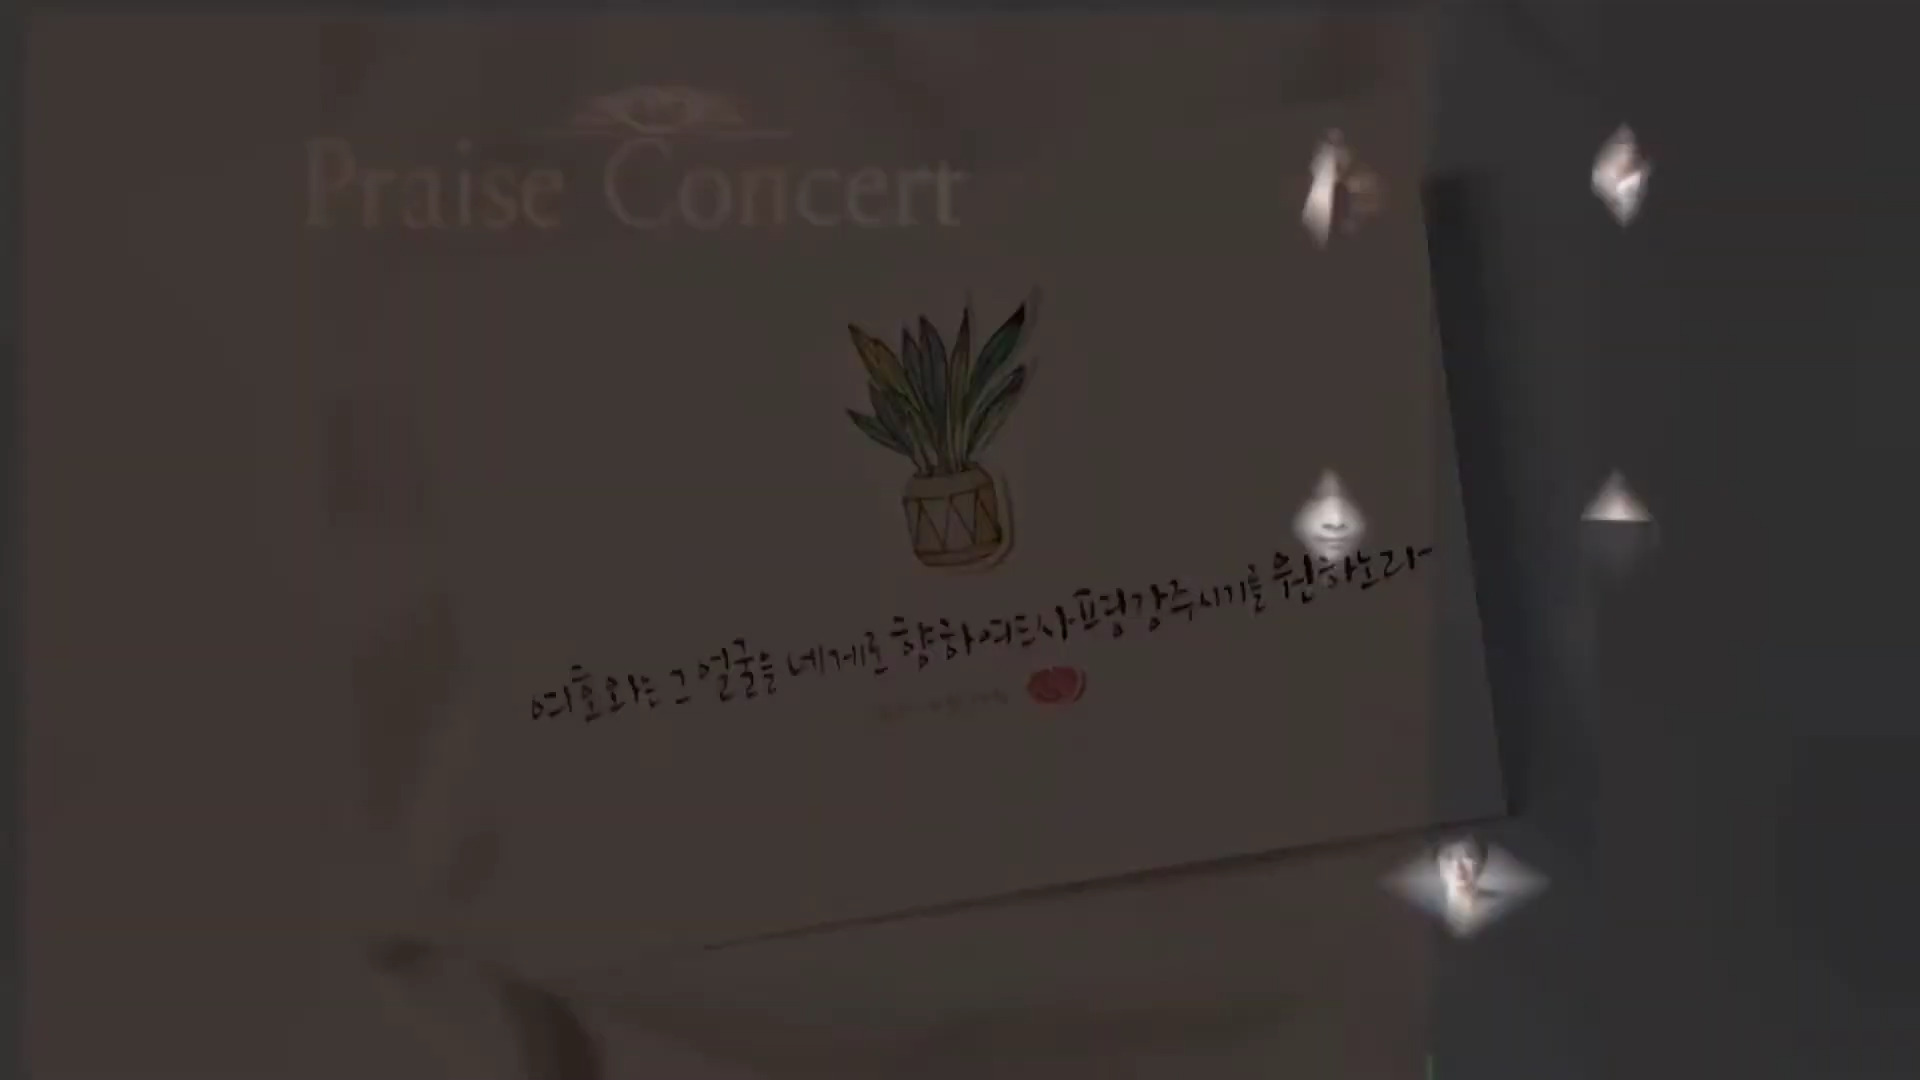 Praise Concert
여호와는 그 얼굴을 네게로 향하여 드사 평강 주시기를 원하노라